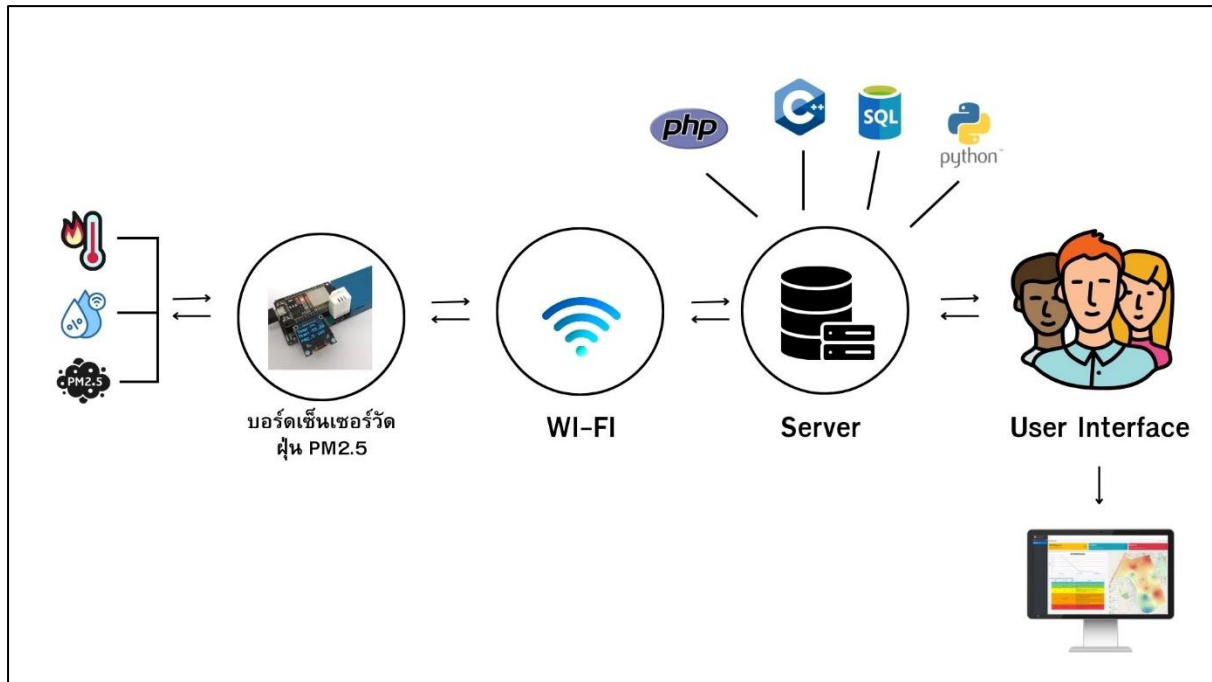 php
C++
SQL
python
%
PM2.5
บอร์ดเซ็นเซอร์วัด
ฝุ่น PM2.5
WI-FI
Server
User Interface